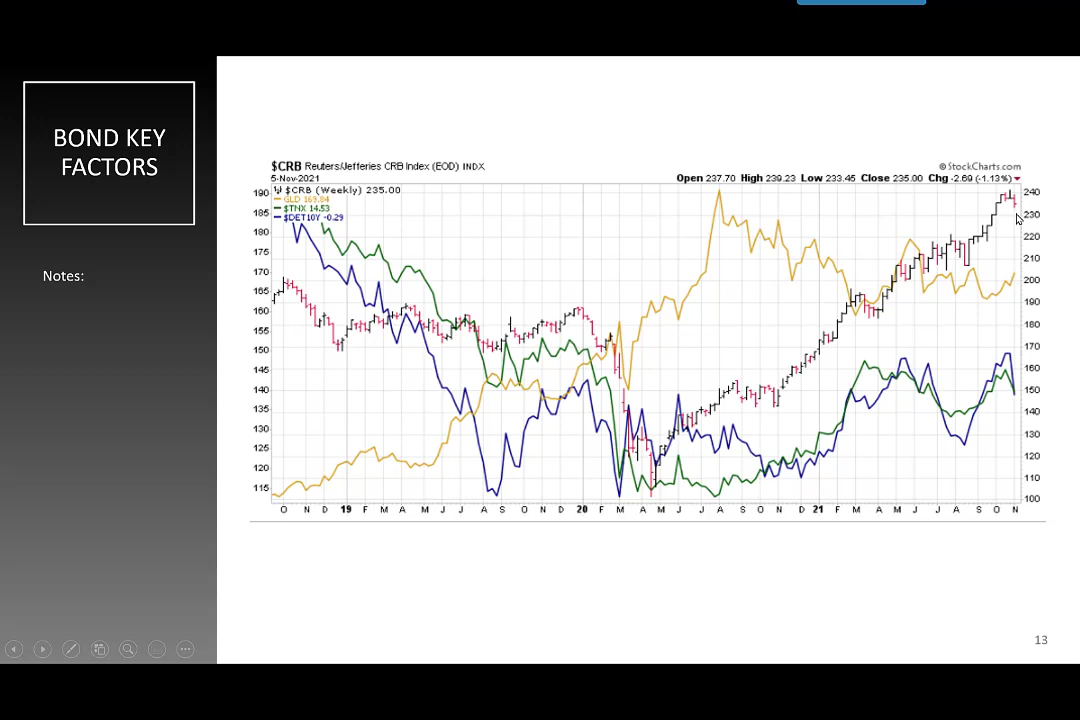 BOND KEY
FACTORS
Notes:
$CRB Reuters/Jefferies CRB Index (EOD) INDX
© StockCharts.com
5-Nov-2021
Open 237.70 High 239.23 Low 233.45 Close 235.00 Chg -2.69 (-1.13%)
$CRB (Weekly) 235.00
GLD 169.84
$TNX 14.53
$DET10Y -0.29
190
185
180
175
170
165
160
155
150
145
140
135
130
125
120
115
240
230
220
210
200
190
180
170
160
150
140
130
120
110
100
O N D 19 F M A M J J A S O N D 20 F M A M J J A S O N D 21 F M A M J J A S O N
13